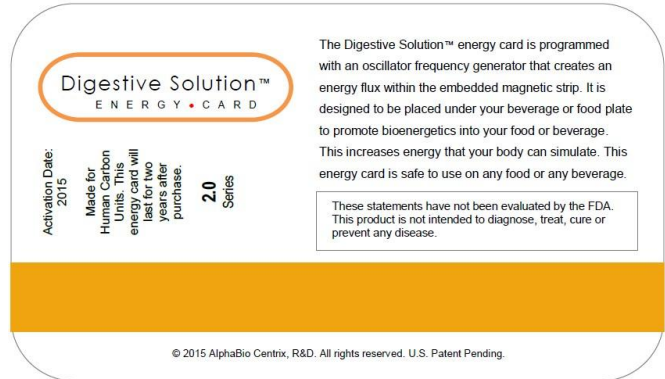 Digestive Solution™
ENERGY • CARD
Activation Date:
2015
Made for
Human Carbon
Units. This
energy card will
last for two
years after
purchase.
2.0
Series
The Digestive Solution™ energy card is programmed
with an oscillator frequency generator that creates an
energy flux within the embedded magnetic strip. It is
designed to be placed under your beverage or food plate
to promote bioenergetics into your food or beverage.
This increases energy that your body can simulate. This
energy card is safe to use on any food or any beverage.
These statements have not been evaluated by the FDA.
This product is not intended to diagnose, treat, cure or
prevent any disease.
© 2015 AlphaBio Centrix, R&D. All rights reserved. U.S. Patent Pending.